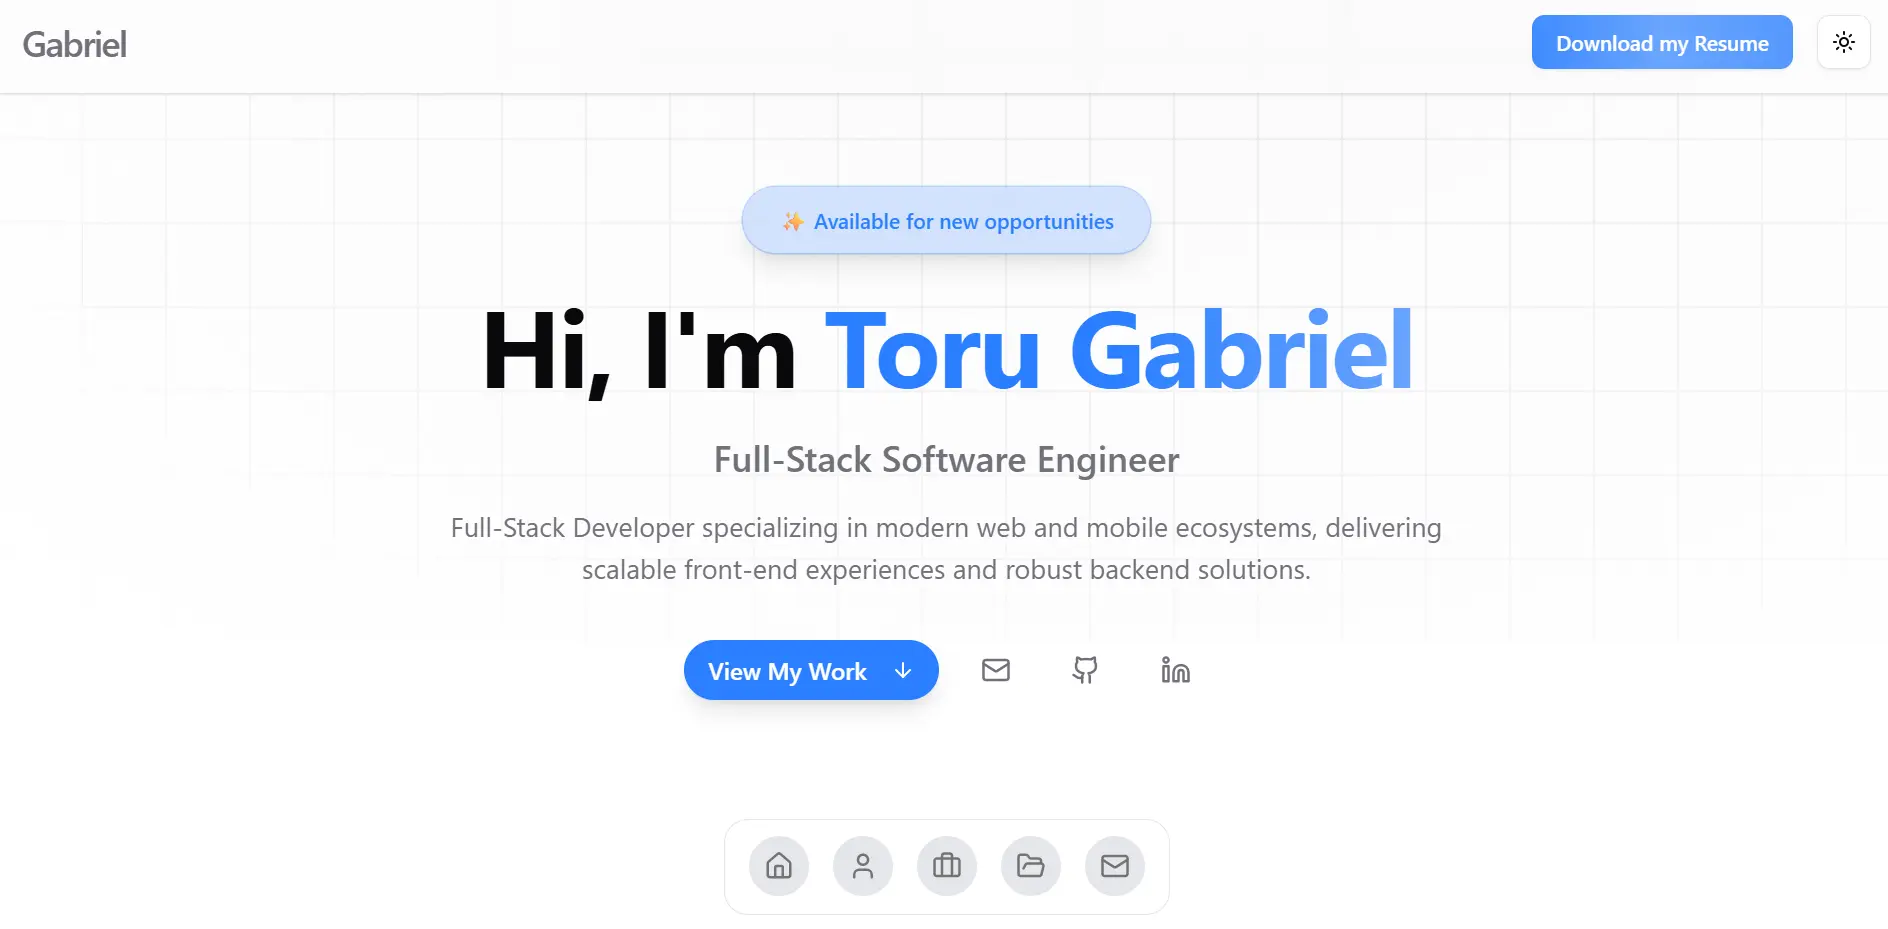 Gabriel
Download my Resume
✨ Available for new opportunities
Hi, I'm Toru Gabriel
Full-Stack Software Engineer
Full-Stack Developer specializing in modern web and mobile ecosystems, delivering
scalable front-end experiences and robust backend solutions.
View My Work